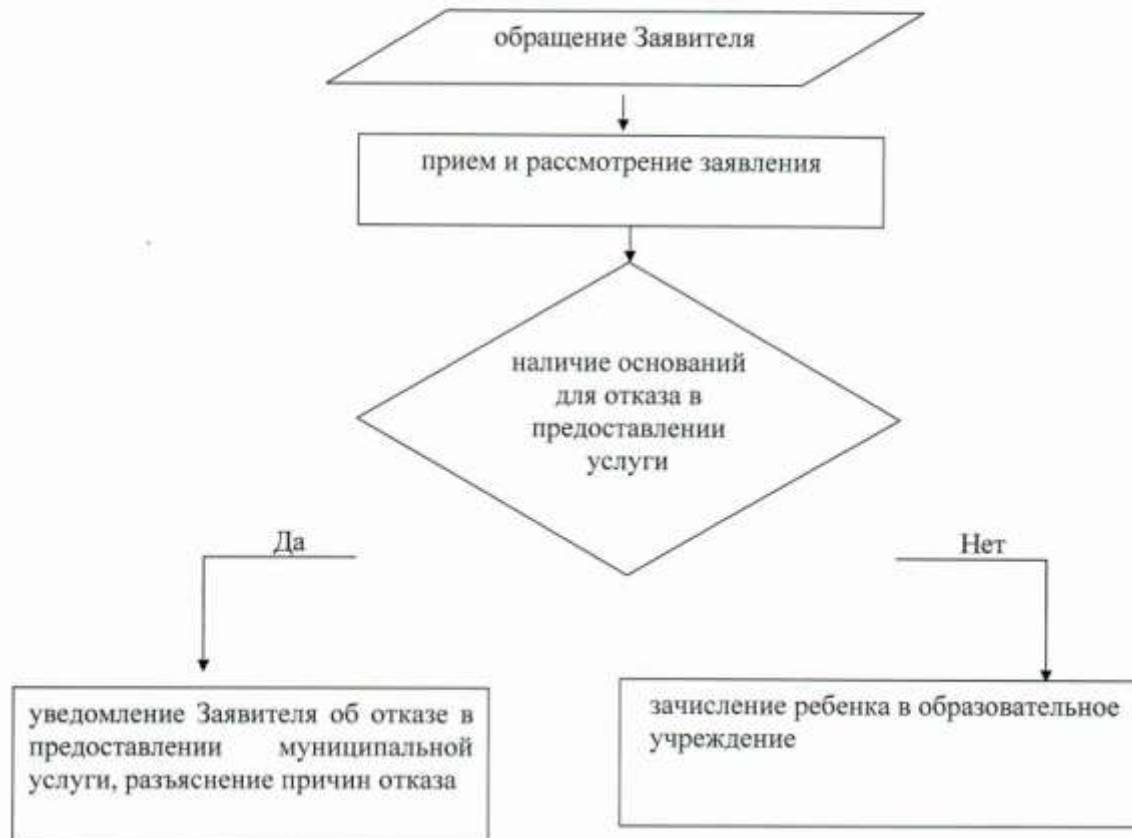 обращение Заявителя
прием и рассмотрение заявления
наличие оснований
для отказа в
предоставлении
услуги
Да
Нет
уведомление Заявителя об отказе в
предоставлении муниципальной
услуги, разъяснение причин отказа
зачисление ребенка в образовательное
учреждение